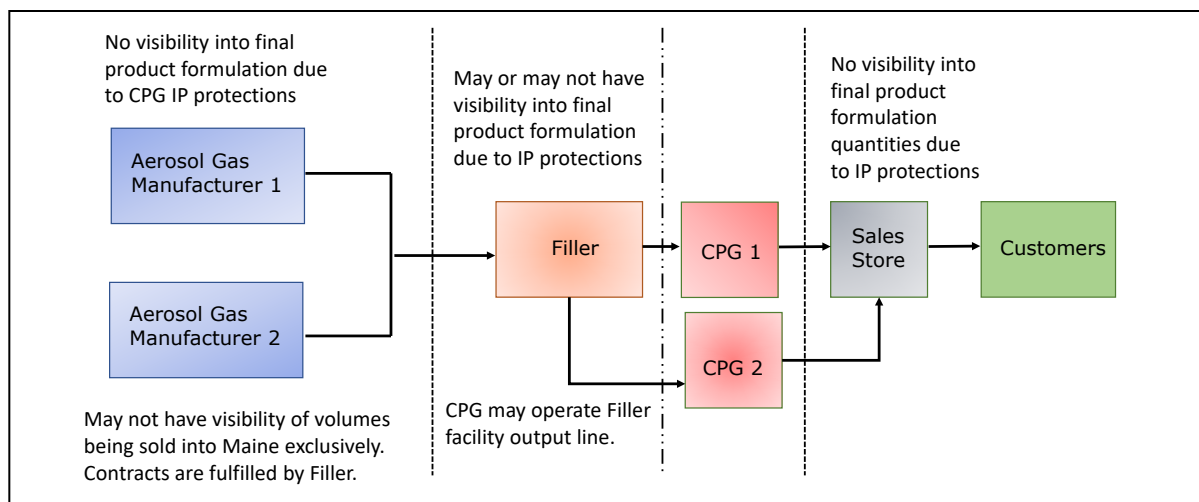 No visibility into final
product formulation due
to CPG IP protections
Aerosol Gas
Manufacturer 1
Aerosol Gas
Manufacturer 2
May not have visibility of volumes
being sold into Maine exclusively.
Contracts are fulfilled by Filler.
May or may not have
visibility into final
product formulation
due to IP protections
Filler
CPG may operate Filler
facility output line.
CPG 1
CPG 2
No visibility into
final product
formulation
quantities due
to IP protections
Sales
Store
Customers